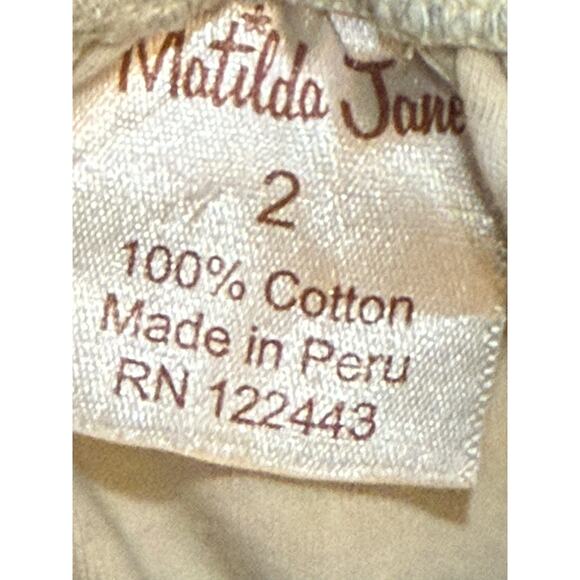 Matilda Jane
2
100% Cotton
Made in Peru
RN 122443